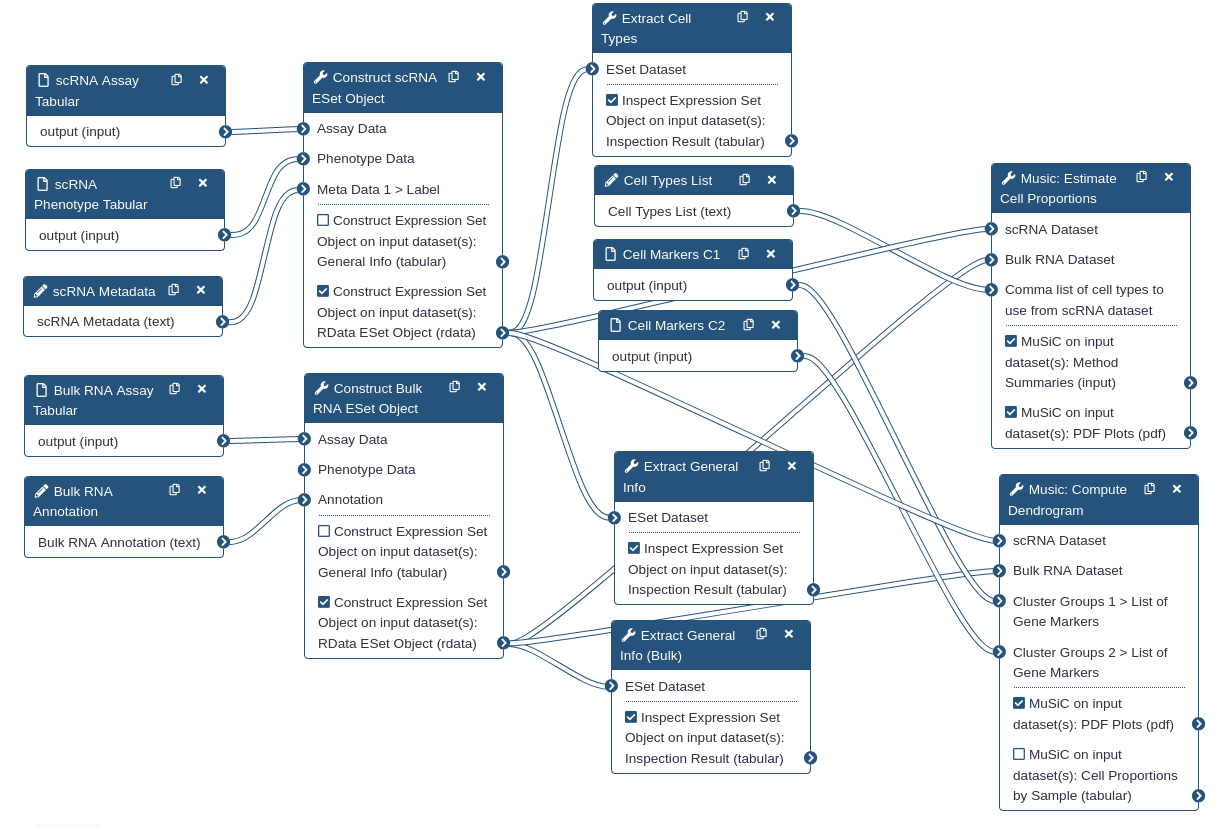 scRNA Assay
Tabular
output (input)
scRNA
Phenotype Tabular
output (input)
scRNA Metadata
scRNA Metadata (text)
Bulk RNA Assay
Tabular
output (input)
Bulk RNA
Annotation
Bulk RNA Annotation (text)
Construct scRNA
ESet Object
Assay Data
Phenotype Data
Meta Data 1 > Label
Construct Expression Set
Object on input dataset(s):
General Info (tabular)
Construct Expression Set
Object on input dataset(s):
RData ESet Object (rdata)
Construct Bulk
RNA ESet Object
Assay Data
Phenotype Data
Annotation
Construct Expression Set
Object on input dataset(s):
General Info (tabular)
Construct Expression Set
Object on input dataset(s):
RData ESet Object (rdata)
Extract Cell
Types
ESet Dataset
Inspect Expression Set
Object on input dataset(s):
Inspection Result (tabular)
Cell Types List
Cell Types List (text)
Cell Markers C1
output (input)
Cell Markers C2
output (input)
Extract General
Info
ESet Dataset
Inspect Expression Set
Object on input dataset(s):
Inspection Result (tabular)
Extract General
Info (Bulk)
ESet Dataset
Inspect Expression Set
Object on input dataset(s):
Inspection Result (tabular)
Music: Estimate
Cell Proportions
scRNA Dataset
Bulk RNA Dataset
Comma list of cell types to
use from scRNA dataset
MuSiC on input
dataset(s): Method
Summaries (input)
MuSiC on input
dataset(s): PDF Plots (pdf)
Music: Compute
Dendrogram
scRNA Dataset
Bulk RNA Dataset
Cluster Groups 1 > List of
Gene Markers
Cluster Groups 2 > List of
Gene Markers
MuSiC on input
dataset(s): PDF Plots (pdf)
MuSiC on input
dataset(s): Cell Proportions
by Sample (tabular)